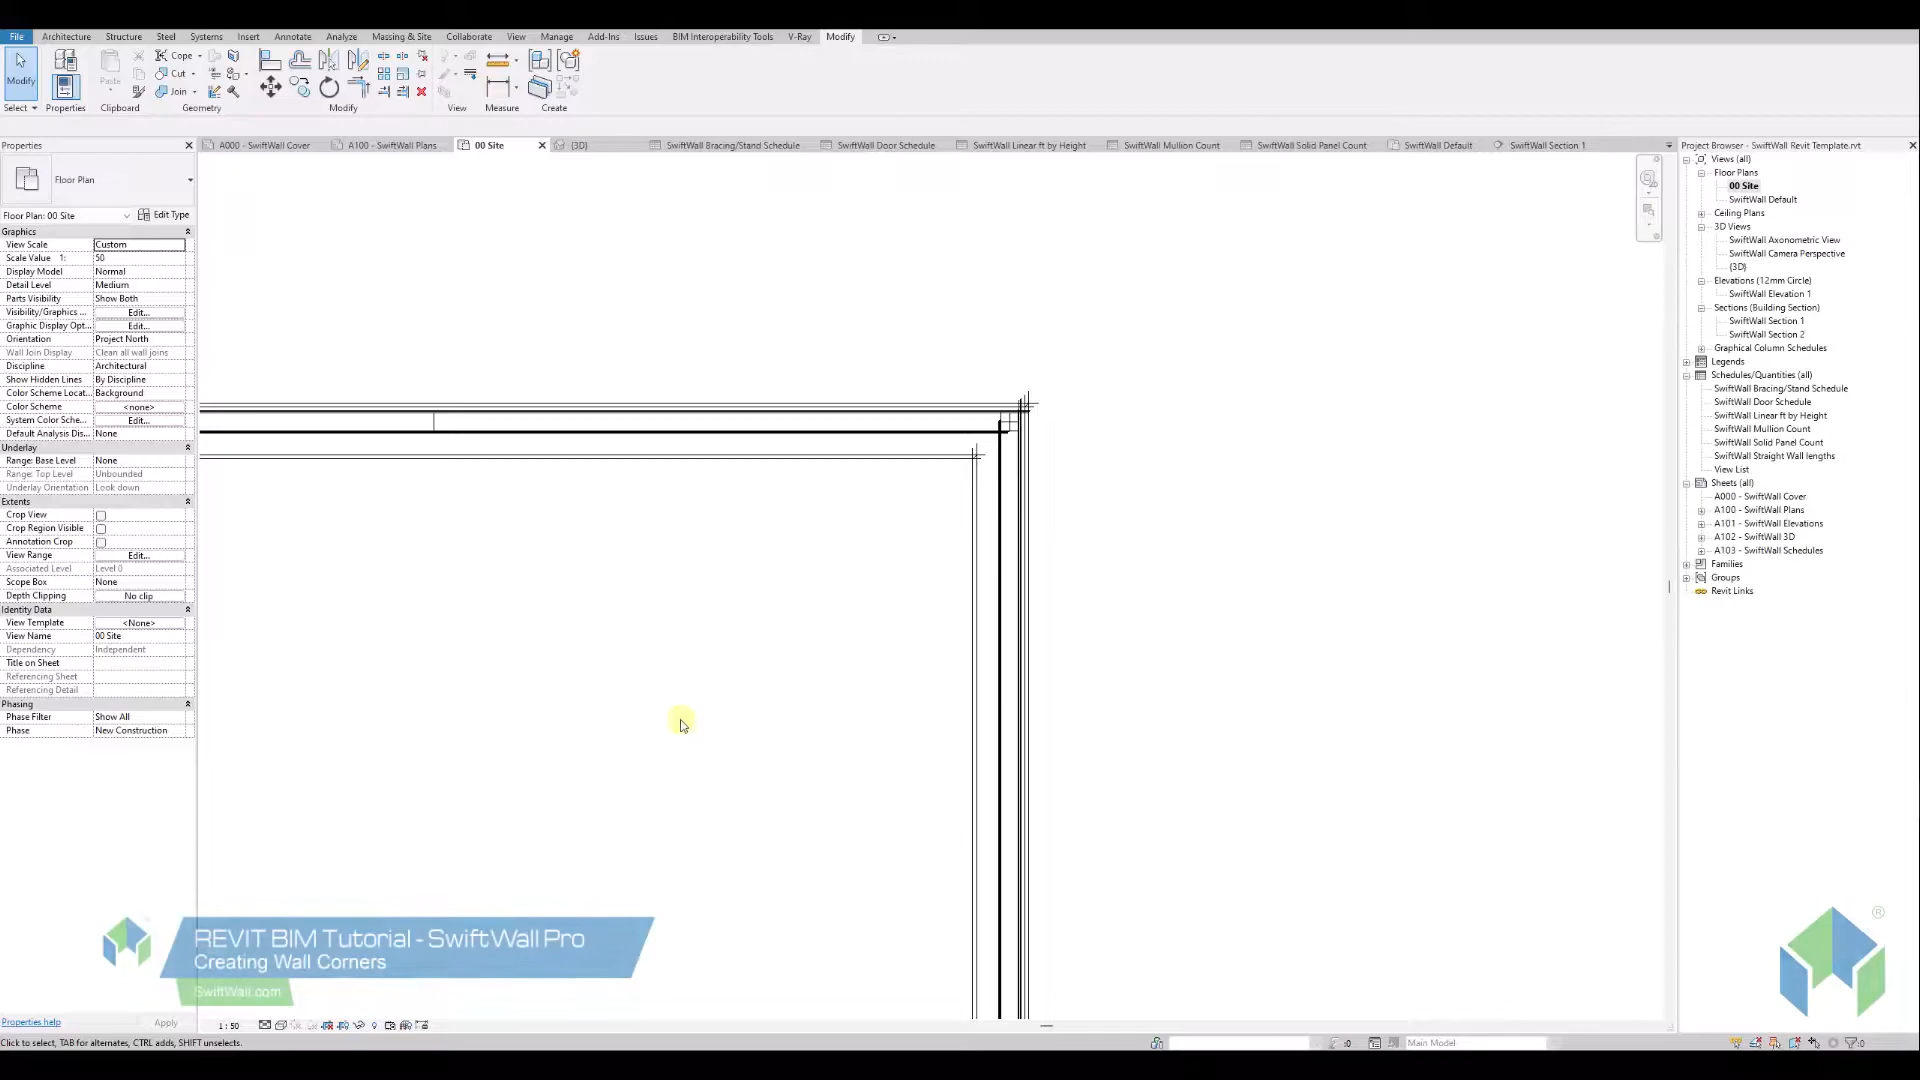 File Architecture Structure Steel Systems Insert Annotate Analyze Massing & Site Collaborate View Manage Add-Ins Issues BIM Interoperability Tools V-Ray Modify
Cope
Modify Paste Cut
Join
Select Properties Clipboard Geometry Modify View Measure Create
Properties
A000 - SwiftWall Cover A100 - SwiftWall Plans 00 Site {3D} SwiftWall Bracing/Stand Schedule SwiftWall Door Schedule SwiftWall Linear ft by Height SwiftWall Mullion Count SwiftWall Solid Panel Count SwiftWall Default SwiftWall Section 1
Floor Plan
Floor Plan: 00 Site Edit Type
Graphics
View Scale Custom
Scale Value 1: 50
Display Model Normal
Detail Level Medium
Parts Visibility Show Both
Visibility/Graphics ... Edit...
Graphic Display Opt... Edit...
Orientation Project North
Wall Join Display Clean all wall joins
Discipline Architectural
Show Hidden Lines By Discipline
Color Scheme Locat... Background
Color Scheme <none>
System Color Sche... Edit...
Default Analysis Dis... None
Underlay
Range: Base Level None
Range: Top Level Unbounded
Underlay Orientation Look down
Extents
Crop View
Crop Region Visible
Annotation Crop
View Range Edit...
Associated Level Level 0
Scope Box None
Depth Clipping No clip
Identity Data
View Template <None>
View Name 00 Site
Dependency Independent
Title on Sheet
Referencing Sheet
Referencing Detail
Phasing
Phase Filter Show All
Phase New Construction
Properties help Apply
Project Browser - SwiftWall Revit Template.rvt
Views (all)
Floor Plans
00 Site
SwiftWall Default
Ceiling Plans
3D Views
SwiftWall Axonometric View
SwiftWall Camera Perspective
{3D}
Elevations (12mm Circle)
SwiftWall Elevation 1
Sections (Building Section)
SwiftWall Section 1
SwiftWall Section 2
Graphical Column Schedules
Legends
Schedules/Quantities (all)
SwiftWall Bracing/Stand Schedule
SwiftWall Door Schedule
SwiftWall Linear ft by Height
SwiftWall Mullion Count
SwiftWall Solid Panel Count
SwiftWall Straight Wall lengths
View List
Sheets (all)
A000 - SwiftWall Cover
A100 - SwiftWall Plans
A101 - SwiftWall Elevations
A102 - SwiftWall 3D
A103 - SwiftWall Schedules
Families
Groups
Revit Links
REVIT BIM Tutorial - SwiftWall Pro
Creating Wall Corners
SwiftWall.com
®
1 : 50
Click to select, TAB for alternates, CTRL adds, SHIFT unselects.
:0 Main Model :0